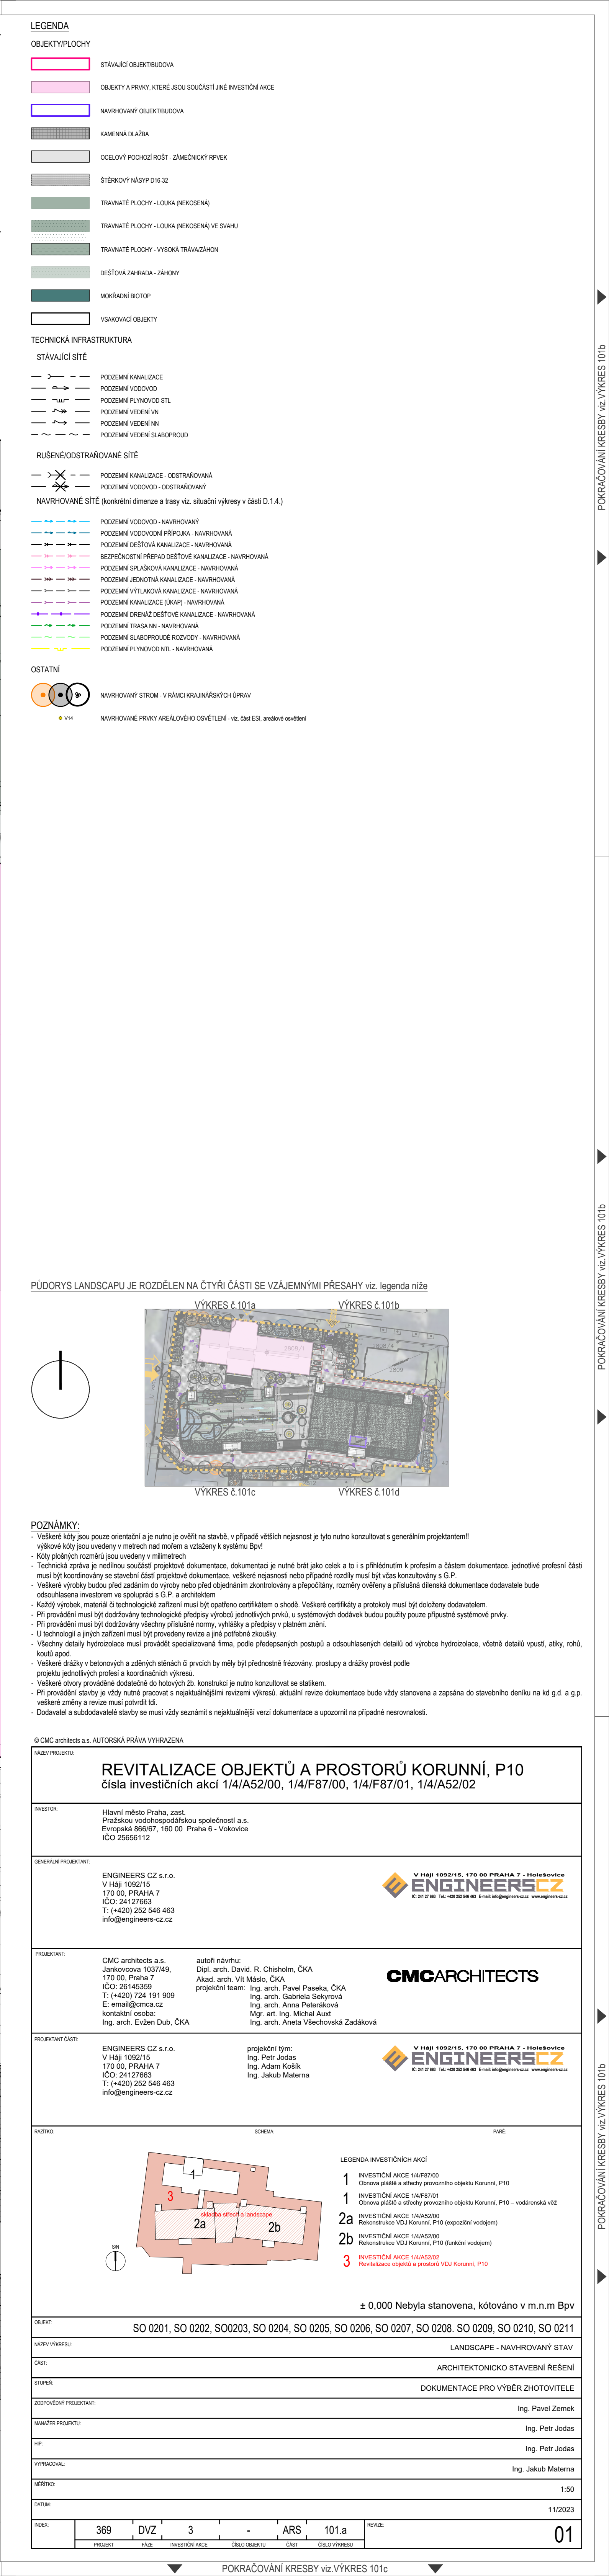 LEGENDA
OBJEKTY/PLOCHY
STÁVAJÍCÍ OBJEKT/BUDOVA
OBJEKTY A PRVKY, KTERÉ JSOU SOUČÁSTÍ JINÉ INVESTIČNÍ AKCE
NAVRHOVANÝ OBJEKT/BUDOVA
KAMENNÁ DLAŽBA
OCELOVÝ POCHOZÍ ROŠT - ZÁMEČNICKÝ RPVEK
ŠTĚRKOVÝ NÁSYP D16-32
TRAVNATÉ PLOCHY - LOUKA (NEKOSENÁ)
TRAVNATÉ PLOCHY - LOUKA (NEKOSENÁ) VE SVAHU
TRAVNATÉ PLOCHY - VYSOKÁ TRÁVA/ZÁHON
DEŠŤOVÁ ZAHRADA - ZÁHONY
MOKŘADNÍ BIOTOP
VSAKOVACÍ OBJEKTY
TECHNICKÁ INFRASTRUKTURA
STÁVAJÍCÍ SÍTĚ
PODZEMNÍ KANALIZACE
PODZEMNÍ VODOVOD
PODZEMNÍ PLYNOVOD STL
PODZEMNÍ VEDENÍ VN
PODZEMNÍ VEDENÍ NN
PODZEMNÍ VEDENÍ SLABOPROUD
RUŠENÉ/ODSTRAŇOVANÉ SÍTĚ
PODZEMNÍ KANALIZACE - ODSTRAŇOVANÁ
PODZEMNÍ VODOVOD - ODSTRAŇOVANÝ
NAVRHOVANÉ SÍTĚ (konkrétní dimenze a trasy viz. situační výkresy v části D.1.4.)
PODZEMNÍ VODOVOD - NAVRHOVANÝ
PODZEMNÍ VODOVODNÍ PŘÍPOJKA - NAVRHOVANÁ
PODZEMNÍ DEŠŤOVÁ KANALIZACE - NAVRHOVANÁ
BEZPEČNOSTNÍ PŘEPAD DEŠŤOVÉ KANALIZACE - NAVRHOVANÁ
PODZEMNÍ SPLAŠKOVÁ KANALIZACE - NAVRHOVANÁ
PODZEMNÍ JEDNOTNÁ KANALIZACE - NAVRHOVANÁ
PODZEMNÍ VÝTLAKOVÁ KANALIZACE - NAVRHOVANÁ
PODZEMNÍ KANALIZACE (ÚKAP) - NAVRHOVANÁ
PODZEMNÍ DRENÁŽ DEŠŤOVÉ KANALIZACE - NAVRHOVANÁ
PODZEMNÍ TRASA NN - NAVRHOVANÁ
PODZEMNÍ SLABOPROUDÉ ROZVODY - NAVRHOVANÁ
PODZEMNÍ PLYNOVOD NTL - NAVRHOVANÁ
OSTATNÍ
NAVRHOVANÝ STROM - V RÁMCI KRAJINÁŘSKÝCH ÚPRAV
V14
NAVRHOVANÉ PRVKY AREÁLOVÉHO OSVĚTLENÍ - viz. část ESI, areálové osvětlení
POKRAČOVÁNÍ KRESBY viz.VÝKRES 101b
POKRAČOVÁNÍ KRESBY viz.VÝKRES 101b
POKRAČOVÁNÍ KRESBY viz.VÝKRES 101b
PŮDORYS LANDSCAPU JE ROZDĚLEN NA ČTYŘI ČÁSTI SE VZÁJEMNÝMI PŘESAHY viz. legenda níže
VÝKRES č.101a
VÝKRES č.101b
VÝKRES č.101c
VÝKRES č.101d
POZNÁMKY:
- Veškeré kóty jsou pouze orientační a je nutno je ověřit na stavbě, v případě větších nejasnost je tyto nutno konzultovat s generálním projektantem!!
výškové kóty jsou uvedeny v metrech nad mořem a vztaženy k systému Bpv!
- Kóty plošných rozměrů jsou uvedeny v milimetrech
- Technická zpráva je nedílnou součástí projektové dokumentace, dokumentaci je nutné brát jako celek a to i s přihlédnutím k profesím a částem dokumentace. jednotlivé profesní části
musí být koordinovány se stavební částí projektové dokumentace, veškeré nejasnosti nebo případné rozdíly musí být včas konzultovány s G.P.
- Veškeré výrobky budou před zadáním do výroby nebo před objednáním zkontrolovány a přepočítány, rozměry ověřeny a příslušná dílenská dokumentace dodavatele bude
odsouhlasena investorem ve spolupráci s G.P. a architektem
- Každý výrobek, materiál či technologické zařízení musí být opatřeno certifikátem o shodě. Veškeré certifikáty a protokoly musí být doloženy dodavatelem.
- Při provádění musí být dodržovány technologické předpisy výrobců jednotlivých prvků, u systémových dodávek budou použity pouze přípustné systémové prvky.
- Při provádění musí být dodržovány všechny příslušné normy, vyhlášky a předpisy v platném znění.
- U technologií a jiných zařízení musí být provedeny revize a jiné potřebné zkoušky.
- Všechny detaily hydroizolace musí provádět specializovaná firma, podle předepsaných postupů a odsouhlasených detailů od výrobce hydroizolace, včetně detailů vpustí, atiky, rohů,
koutů apod.
- Veškeré drážky v betonových a zděných stěnách či prvcích by měly být přednostně frézovány. prostupy a drážky provést podle
projektu jednotlivých profesí a koordinačních výkresů.
- Veškeré otvory prováděné dodatečně do hotových žb. konstrukcí je nutno konzultovat se statikem.
- Při provádění stavby je vždy nutné pracovat s nejaktuálnějšími revizemi výkresů. aktuální revize dokumentace bude vždy stanovena a zapsána do stavebního deníku na kd g.d. a g.p.
veškeré změny a revize musí potvrdit tdi.
- Dodavatel a subdodavatelé stavby se musí vždy seznámit s nejaktuálnější verzí dokumentace a upozornit na případné nesrovnalosti.
© CMC architects a.s. AUTORSKÁ PRÁVA VYHRAZENA
NÁZEV PROJEKTU:
REVITALIZACE OBJEKTŮ A PROSTORŮ KORUNNÍ, P10
čísla investičních akcí 1/4/A52/00, 1/4/F87/00, 1/4/F87/01, 1/4/A52/02
INVESTOR:
Hlavní město Praha, zast.
Pražskou vodohospodářskou společností a.s.
Evropská 866/67, 160 00 Praha 6 - Vokovice
IČO 25656112
GENERÁLNÍ PROJEKTANT:
ENGINEERS CZ s.r.o.
V Háji 1092/15
170 00, PRAHA 7
IČO: 24127663
T: (+420) 252 546 463
info@engineers-cz.cz
V Háji 1092/15, 170 00 PRAHA 7 - Holešovice
ENGINEERSCZ
IČ: 241 27 663 Tel.: +420 252 546 463 E-mail: info@engineers-cz.cz www.engineers-cz.cz
PROJEKTANT:
CMC architects a.s.
Jankovcova 1037/49,
170 00, Praha 7
IČO: 26145359
T: (+420) 724 191 909
E: email@cmca.cz
kontaktní osoba:
Ing. arch. Evžen Dub, ČKA
autoři návrhu:
Dipl. arch. David. R. Chisholm, ČKA
Akad. arch. Vít Máslo, ČKA
projekční team: Ing. arch. Pavel Paseka, ČKA
Ing. arch. Gabriela Sekyrová
Ing. arch. Anna Peteráková
Mgr. art. Ing. Michal Auxt
Ing. arch. Aneta Všechovská Zadáková
CMCARCHITECTS
PROJEKTANT ČÁSTI:
ENGINEERS CZ s.r.o.
V Háji 1092/15
170 00, PRAHA 7
IČO: 24127663
T: (+420) 252 546 463
info@engineers-cz.cz
projekční tým:
Ing. Petr Jodas
Ing. Adam Košík
Ing. Jakub Materna
V Háji 1092/15, 170 00 PRAHA 7 - Holešovice
ENGINEERSCZ
IČ: 241 27 663 Tel.: +420 252 546 463 E-mail: info@engineers-cz.cz www.engineers-cz.cz
RAZÍTKO:
SCHEMA:
PARÉ:
1
3
skladba střech a landscape
2a
2b
S/N
LEGENDA INVESTIČNÍCH AKCÍ
1 INVESTIČNÍ AKCE 1/4/F87/00
Obnova pláště a střechy provozního objektu Korunní, P10
1 INVESTIČNÍ AKCE 1/4/F87/01
Obnova pláště a střechy provozního objektu Korunní, P10 – vodárenská věž
2a INVESTIČNÍ AKCE 1/4/A52/00
Rekonstrukce VDJ Korunní, P10 (expoziční vodojem)
2b INVESTIČNÍ AKCE 1/4/A52/00
Rekonstrukce VDJ Korunní, P10 (funkční vodojem)
3 INVESTIČNÍ AKCE 1/4/A52/02
Revitalizace objektů a prostorů VDJ Korunní, P10
± 0,000 Nebyla stanovena, kótováno v m.n.m Bpv
OBJEKT:
SO 0201, SO 0202, SO0203, SO 0204, SO 0205, SO 0206, SO 0207, SO 0208. SO 0209, SO 0210, SO 0211
NÁZEV VÝKRESU:
LANDSCAPE - NAVHROVANÝ STAV
ČÁST:
ARCHITEKTONICKO STAVEBNÍ ŘEŠENÍ
STUPEŇ:
DOKUMENTACE PRO VÝBĚR ZHOTOVITELE
ZODPOVĚDNÝ PROJEKTANT:
Ing. Pavel Zemek
MANAŽER PROJEKTU:
Ing. Petr Jodas
HIP:
Ing. Petr Jodas
VYPRACOVAL:
Ing. Jakub Materna
MĚŘÍTKO:
1:50
DATUM:
11/2023
INDEX:
369 DVZ 3 - ARS 101.a
PROJEKT FÁZE INVESTIČNÍ AKCE ČÍSLO OBJEKTU ČÁST ČÍSLO VÝKRESU
REVIZE:
01
POKRAČOVÁNÍ KRESBY viz.VÝKRES 101c